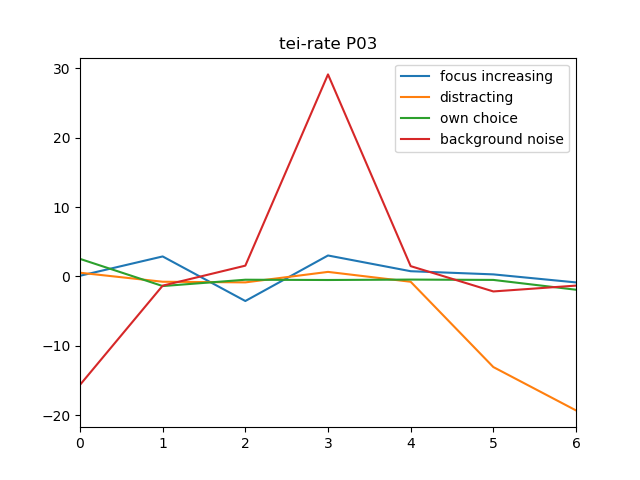 tei-rate P03
focus increasing
distracting
own choice
background noise
30
20
10
0
−10
−20
0 1 2 3 4 5 6